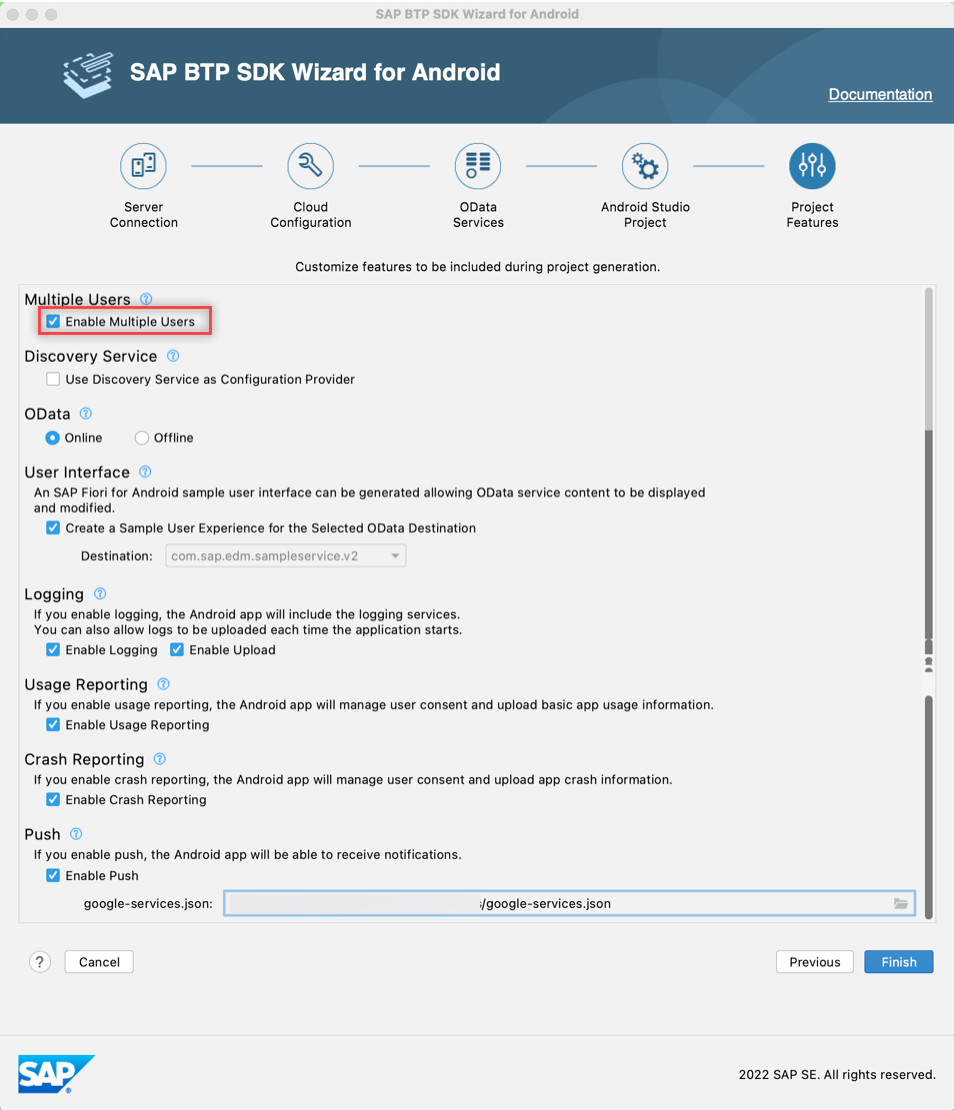 SAP BTP SDK Wizard for Android
SAP BTP SDK Wizard for Android
Documentation
Server
Connection
Cloud
Configuration
OData
Services
Android Studio
Project
Project
Features
Customize features to be included during project generation.
Multiple Users ?
Enable Multiple Users
Discovery Service ?
Use Discovery Service as Configuration Provider
OData ?
Online Offline
User Interface ?
An SAP Fiori for Android sample user interface can be generated allowing OData service content to be displayed
and modified.
Create a Sample User Experience for the Selected OData Destination
Destination: com.sap.edm.sampleservice.v2
Logging ?
If you enable logging, the Android app will include the logging services.
You can also allow logs to be uploaded each time the application starts.
Enable Logging Enable Upload
Usage Reporting ?
If you enable usage reporting, the Android app will manage user consent and upload basic app usage information.
Enable Usage Reporting
Crash Reporting ?
If you enable crash reporting, the Android app will manage user consent and upload app crash information.
Enable Crash Reporting
Push ?
If you enable push, the Android app will be able to receive notifications.
Enable Push
google-services.json: /google-services.json
? Cancel Previous Finish
SAP ®
2022 SAP SE. All rights reserved.